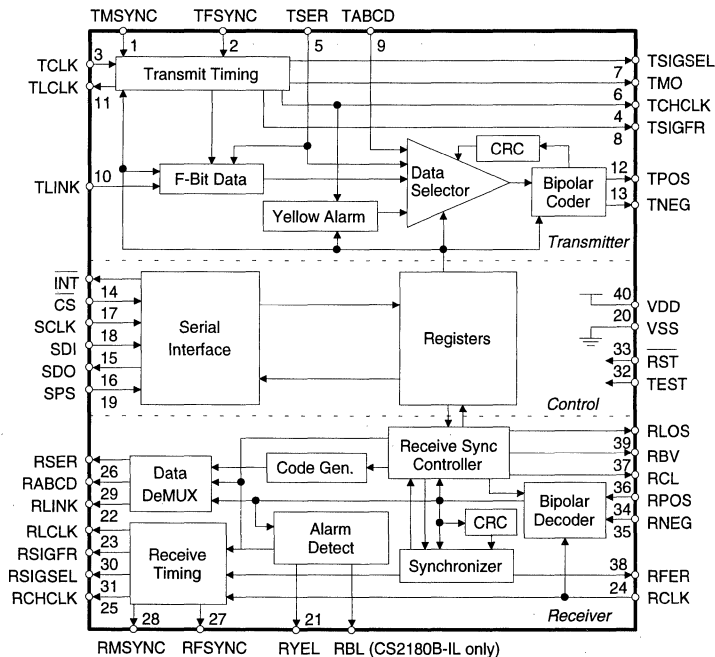 TMSYNC TFSYNC TSER TABCD
1 2 5 9
TCLK 3 Transmit Timing TSIGSEL
7
TLCLK TMO
11 6
TCHCLK
4
TSIGFR
8
CRC
TLINK 10 F-Bit Data Data Selector Bipolar Coder 12 TPOS
13 TNEG
Yellow Alarm
Transmitter
INT
14
CS
17
SCLK
18
SDI
15
SDO
16
SPS
19
Serial Interface
Registers
40
VDD
20
VSS
33
RST
32
TEST
Control
RLOS
39
RBV
37
RCL
36
RPOS
34
RNEG
35
Receive Sync Controller
Code Gen.
Data DeMUX
RSER
26
RABCD
29
RLINK
22
RLCLK
23
RSIGFR
30
RSIGSEL
31
RCHCLK
25
Receive Timing
Alarm Detect
CRC
Synchronizer
Bipolar Decoder
38
RFER
24
RCLK
Receiver
28 27 21
RMSYNC RFSYNC RYEL RBL (CS2180B-IL only)